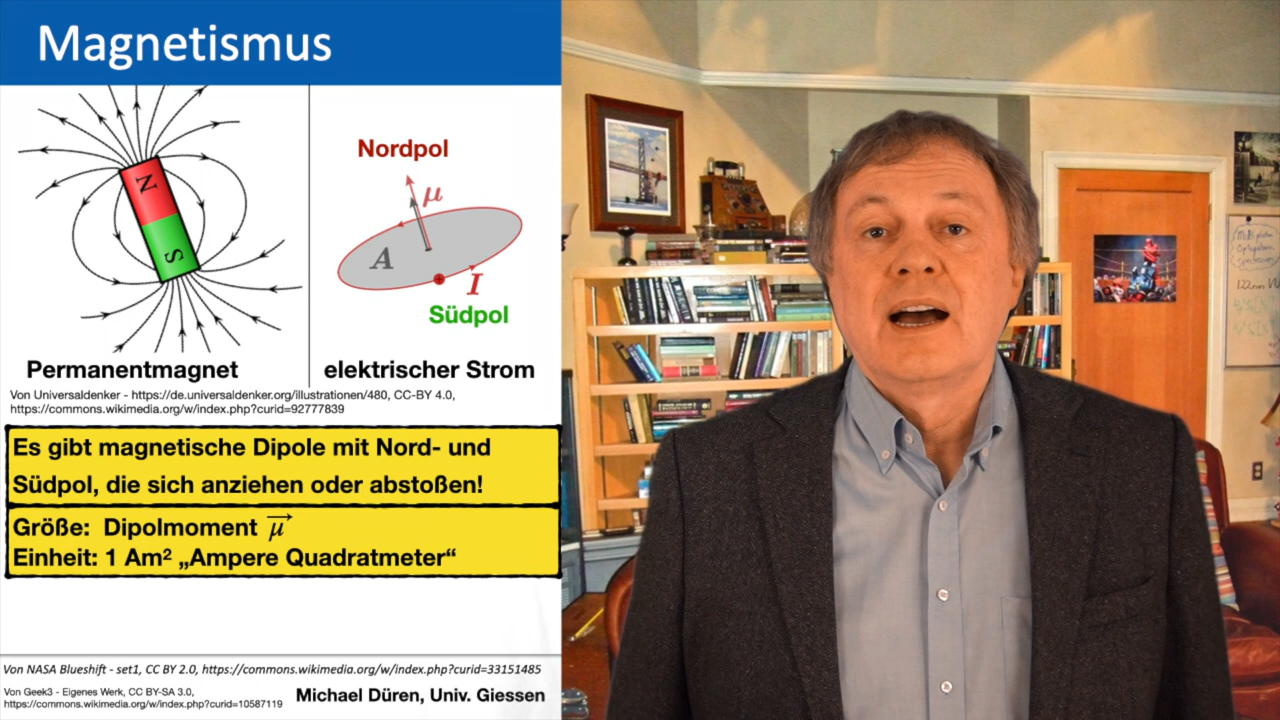 Magnetismus
N
S
Nordpol
μ
A
I
Südpol
Permanentmagnet
elektrischer Strom
Von Universaldenker - https://de.universaldenker.org/illustrationen/480, CC-BY 4.0,
https://commons.wikimedia.org/w/index.php?curid=92777839
Es gibt magnetische Dipole mit Nord- und
Südpol, die sich anziehen oder abstoßen!
Größe: Dipolmoment μ⃗
Einheit: 1 Am² „Ampere Quadratmeter“
Von NASA Blueshift - set1, CC BY 2.0, https://commons.wikimedia.org/w/index.php?curid=33151485
Von Geek3 - Eigenes Werk, CC BY-SA 3.0,
https://commons.wikimedia.org/w/index.php?curid=10587119
Michael Düren, Univ. Giessen